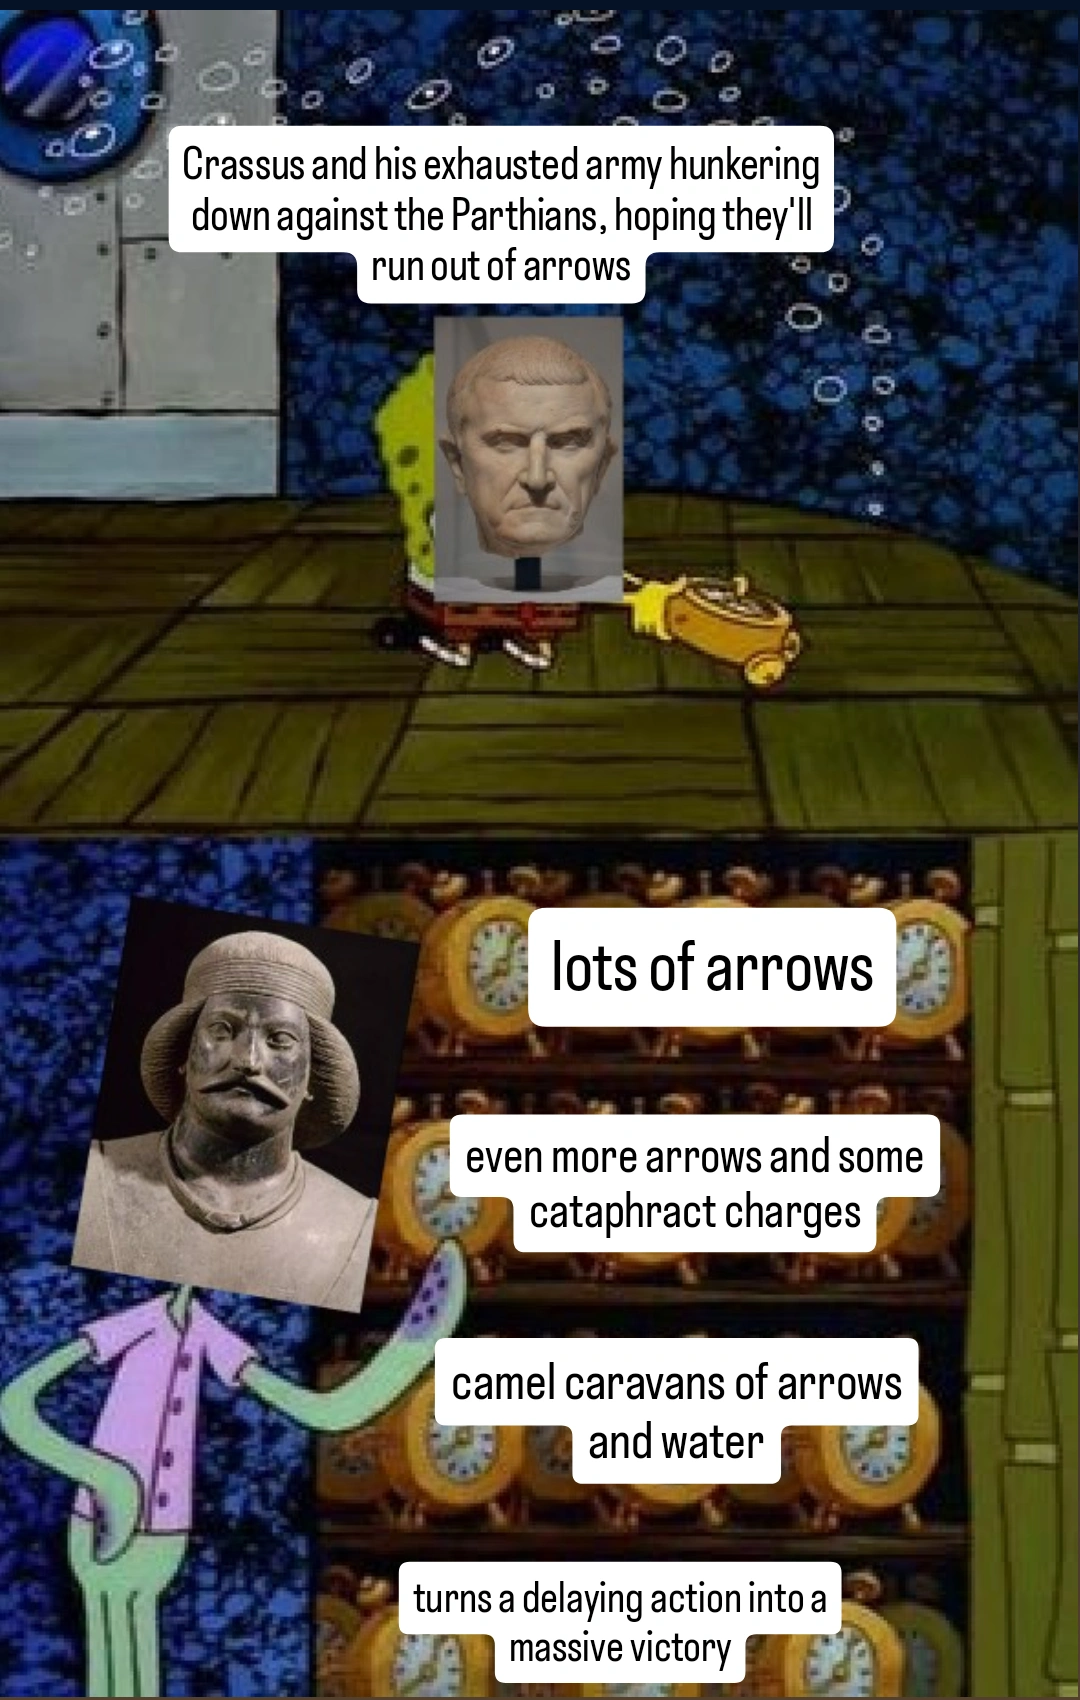 Crassus and his exhausted army hunkering
down against the Parthians, hoping they'll
run out of arrows
lots of arrows
even more arrows and some
cataphract charges
camel caravans of arrows
and water
turns a delaying action into a
massive victory